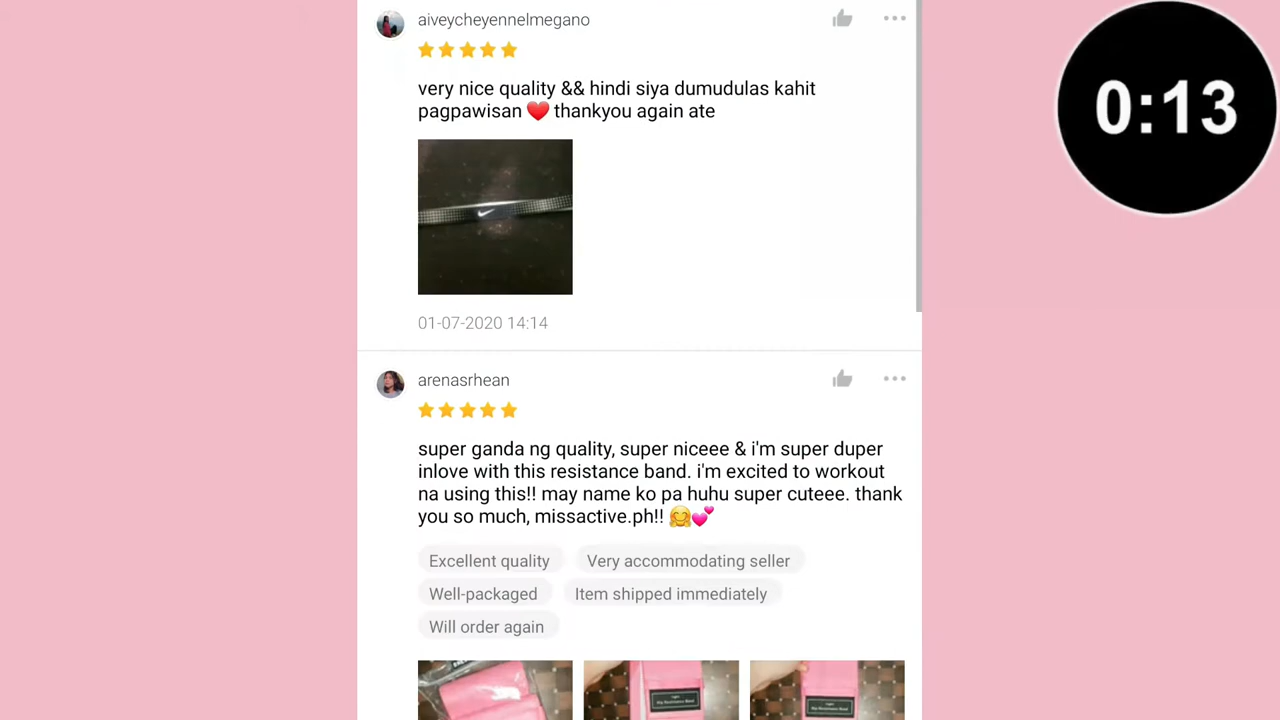 aiveycheyennelmegano
0:13
very nice quality && hindi siya dumudulas kahit
pagpawisan ❤️ thankyou again ate
01-07-2020 14:14
arenasrhean
super ganda ng quality, super niceee & i'm super duper
inlove with this resistance band. i'm excited to workout
na using this!! may name ko pa huhu super cuteee. thank
you so much, missactive.ph!! 🤗💕
Excellent quality
Very accommodating seller
Well-packaged
Item shipped immediately
Will order again